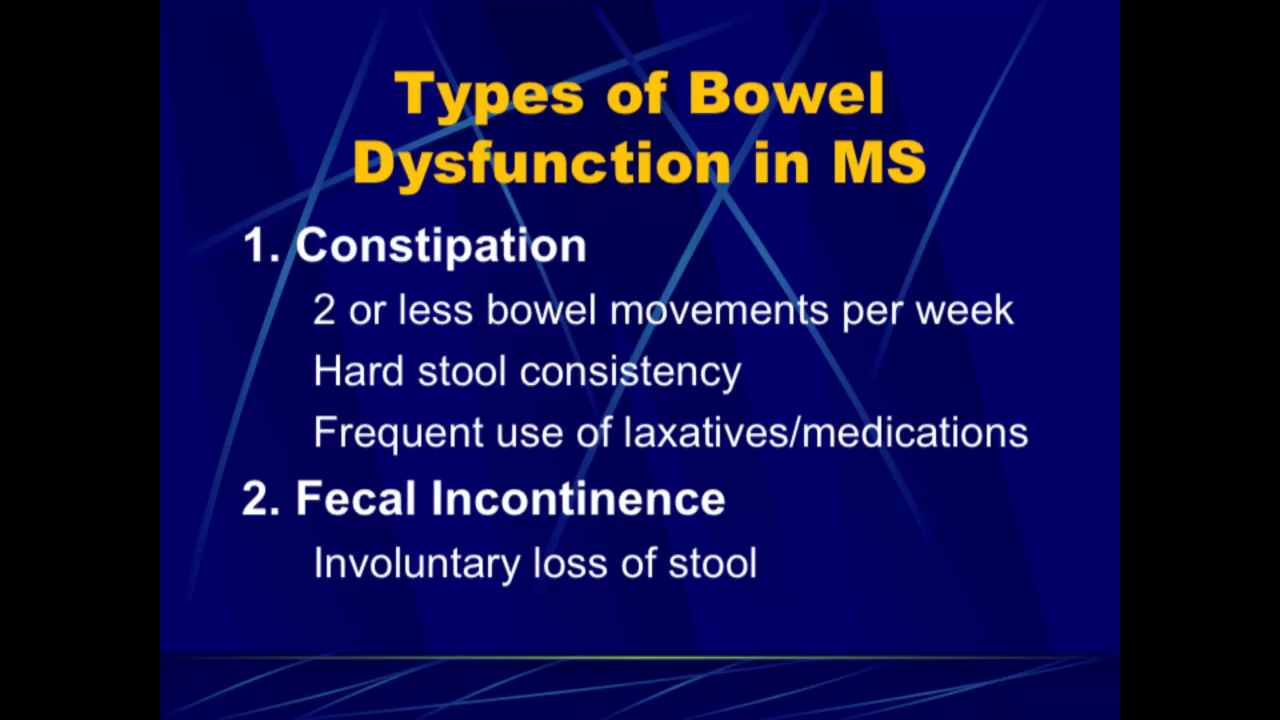 Types of Bowel
Dysfunction in MS
1. Constipation
2 or less bowel movements per week
Hard stool consistency
Frequent use of laxatives/medications
2. Fecal Incontinence
Involuntary loss of stool